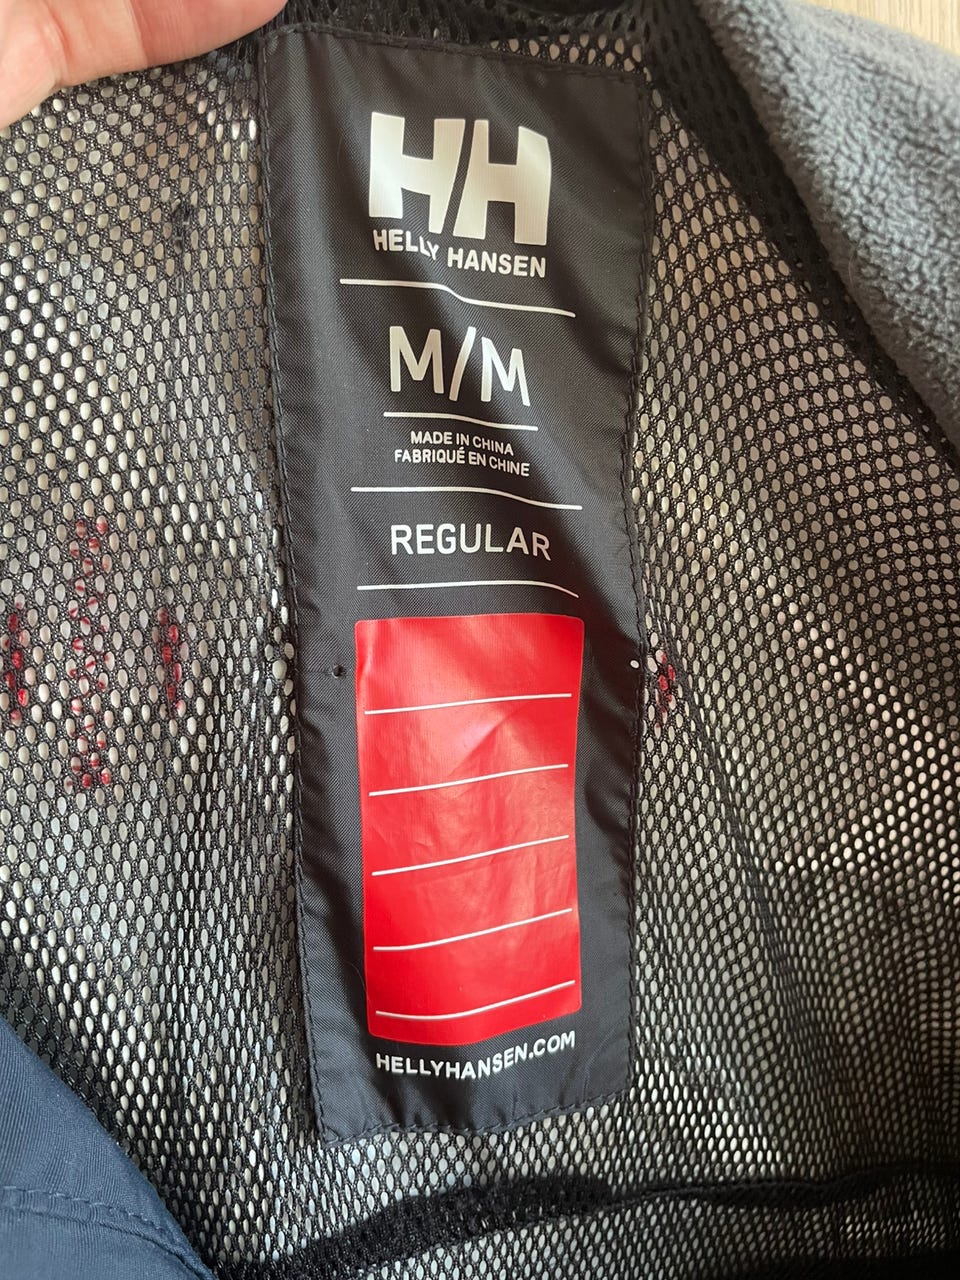 HH
HELLY HANSEN
M/M
MADE IN CHINA
FABRIQUÉ EN CHINE
REGULAR
HELLYHANSEN.COM